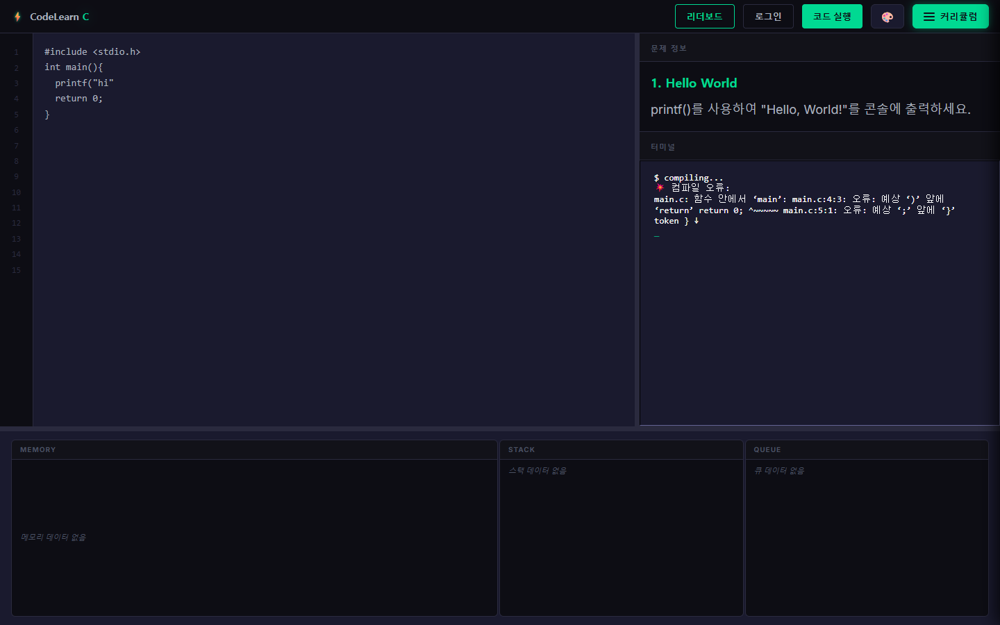 CodeLearn C
리더보드
로그인
코드 실행
커리큘럼
1
2
3
4
5
6
7
8
9
10
11
12
13
14
15
#include <stdio.h>
int main(){
printf("hi"
return 0;
}
문제 정보
1. Hello World
printf()를 사용하여 "Hello, World!"를 콘솔에 출력하세요.
터미널
$ compiling...
컴파일 오류:
main.c: 함수 안에서 ‘main’: main.c:4:3: 오류: 예상 ‘)’ 앞에
‘return’ return 0; ^~~~~~ main.c:5:1: 오류: 예상 ‘;’ 앞에 ‘}’
token } ↓
_
MEMORY
메모리 데이터 없음
STACK
스택 데이터 없음
QUEUE
큐 데이터 없음